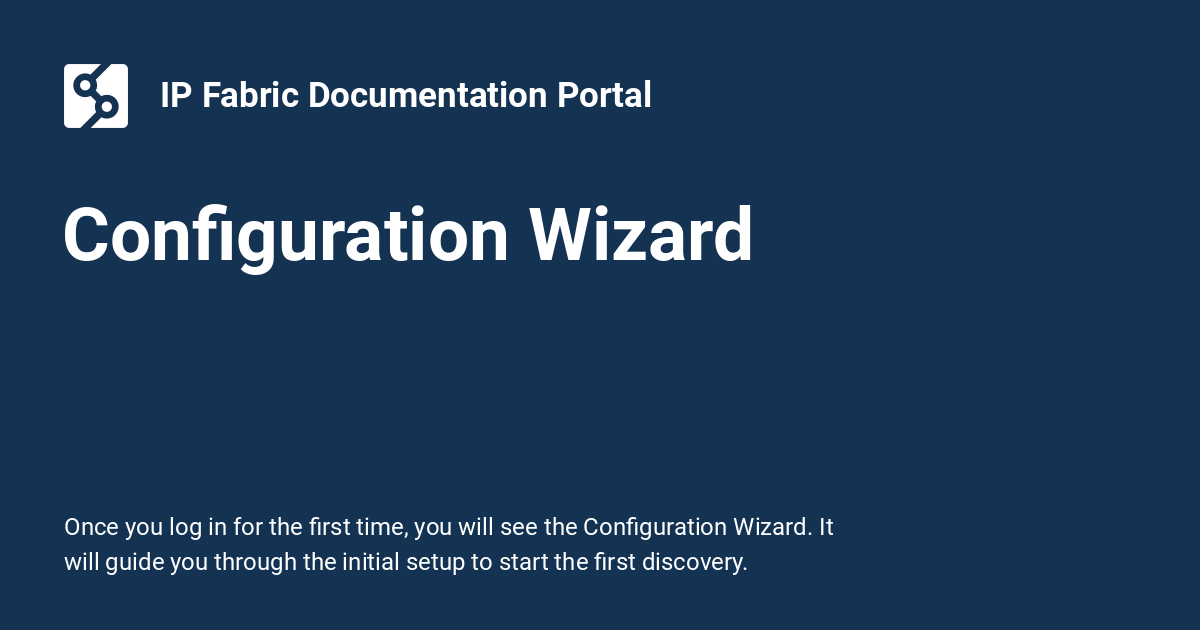 IP Fabric Documentation Portal
Configuration Wizard
Once you log in for the first time, you will see the Configuration Wizard. It
will guide you through the initial setup to start the first discovery.